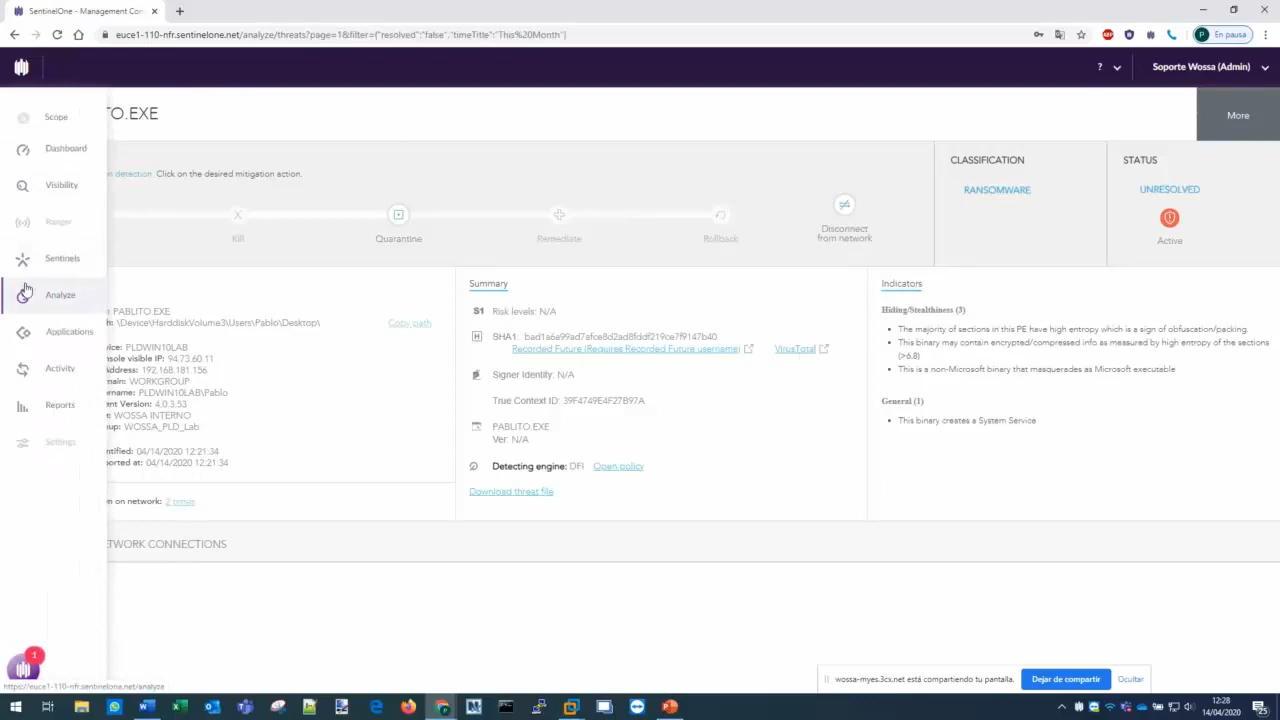 SentinelOne - Management Con
euce1-110-nfr.sentinelone.net/analyze/threats?page=1&filter={"resolved":"false","timeTitle":"This%20Month"}
ABP
P En pausa
?
Soporte Wossa (Admin)
Scope
Dashboard
Visibility
Ranger
Sentinels
Analyze
Applications
Activity
Reports
Settings
1
TO.EXE
More
n detection. Click on the desired mitigation action.
Kill
Quarantine
Remediate
Rollback
Disconnect
from network
CLASSIFICATION
RANSOMWARE
STATUS
UNRESOLVED
Active
: PABLITO.EXE
h: \Device\HarddiskVolume3\Users\Pablo\Desktop\
Copy path
vice: PLDWIN10LAB
nsole visible IP: 94.73.60.11
Address: 192.168.181.156
main: WORKGROUP
ername: PLDWIN10LAB\Pablo
ent Version: 4.0.3.53
e: WOSSA INTERNO
oup: WOSSA_PLD_Lab
ntified: 04/14/2020 12:21:34
orted at: 04/14/2020 12:21:34
n on network: 2 times
Summary
S1 Risk levels: N/A
H SHA1: bad1a6a99ad7afce8d2ad8fddf219ce7f9147b40
Recorded Future (Requires Recorded Future username)
VirusTotal
Signer Identity: N/A
True Context ID: 39F4749E4F27B97A
PABLITO.EXE
Ver: N/A
Detecting engine: DFI Open policy
Download threat file
Indicators
Hiding/Stealthiness (3)
The majority of sections in this PE have high entropy which is a sign of obfuscation/packing.
This binary may contain encrypted/compressed info as measured by high entropy of the sections
(>6.8)
This is a non-Microsoft binary that masquerades as Microsoft executable
General (1)
This binary creates a System Service
TWORK CONNECTIONS
wossa-myes.3cx.net está compartiendo tu pantalla.
Dejar de compartir
Ocultar
https://euce1-110-nfr.sentinelone.net/analyze
12:28
14/04/2020
25